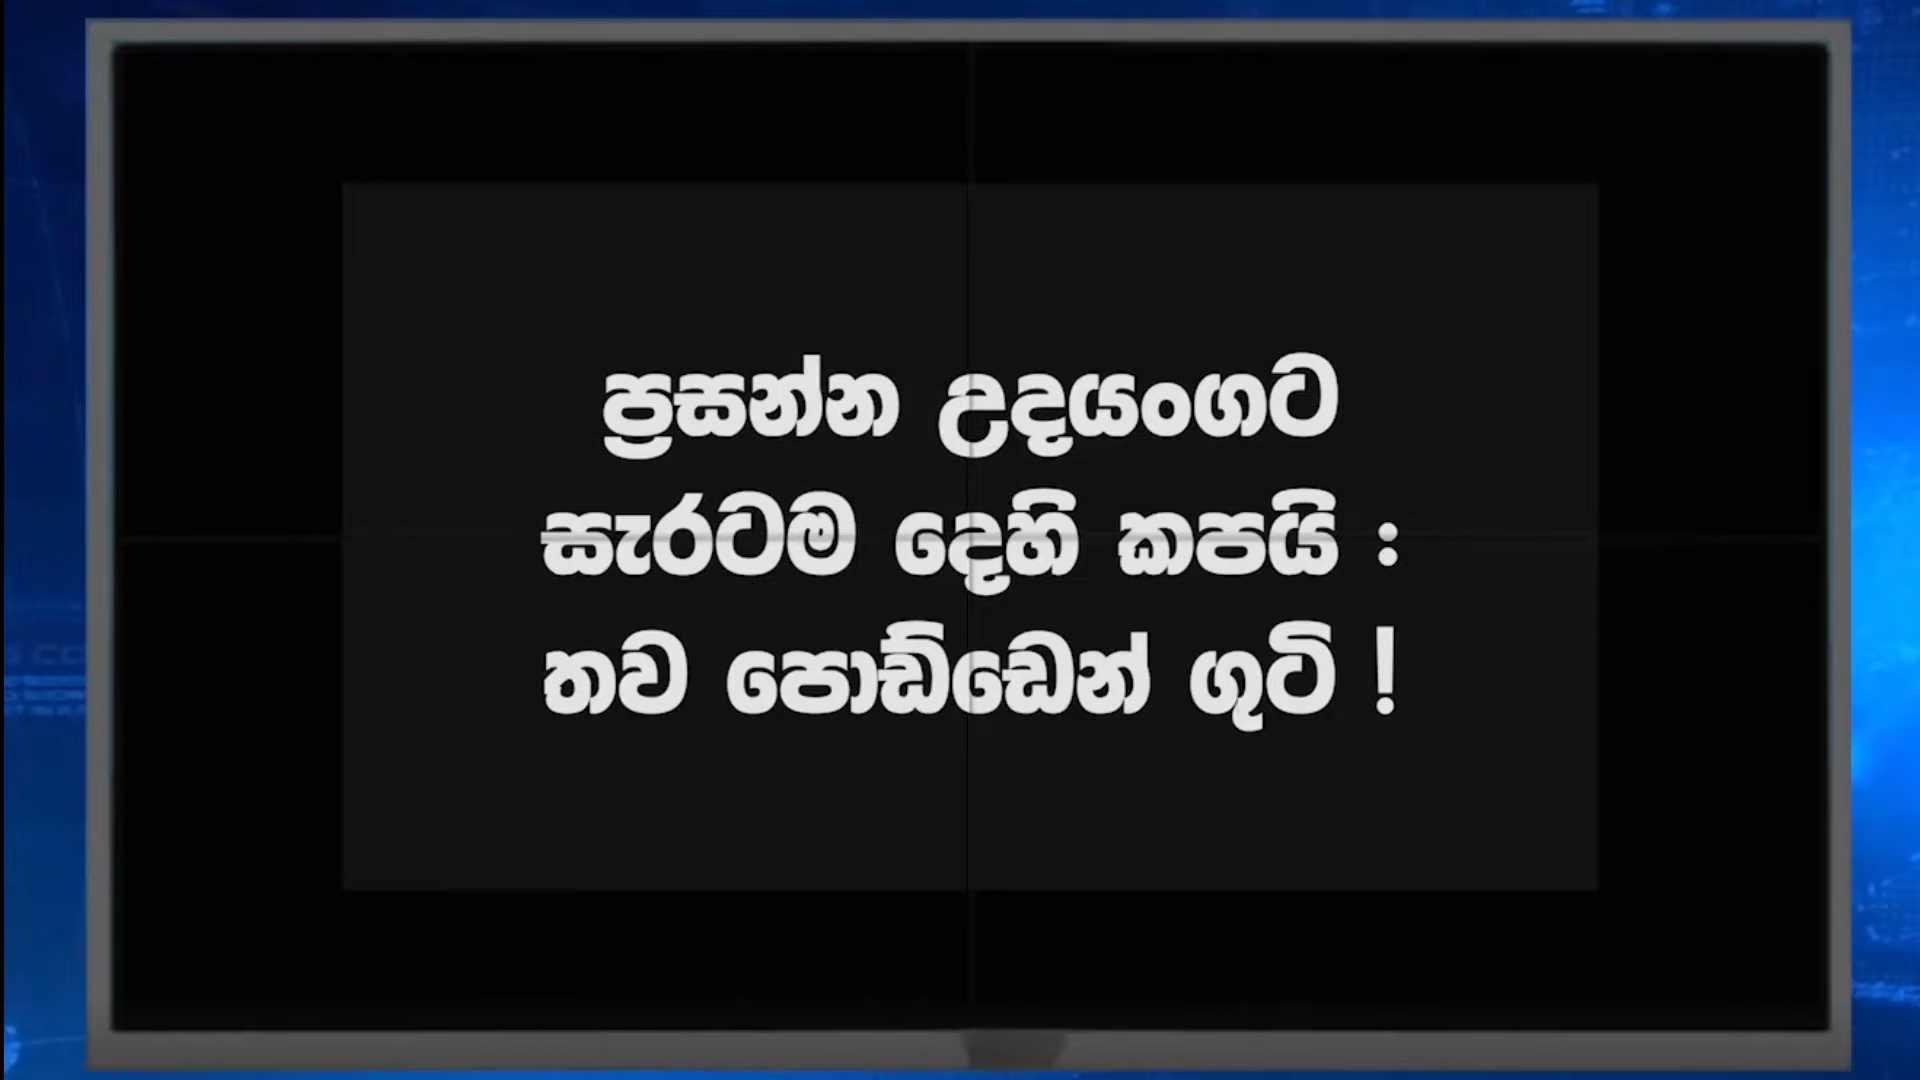 ප්‍රසන්න උදයංගට
සැරටම දෙහි කපයි :
තව පොඩ්ඩෙන් ගුටි !